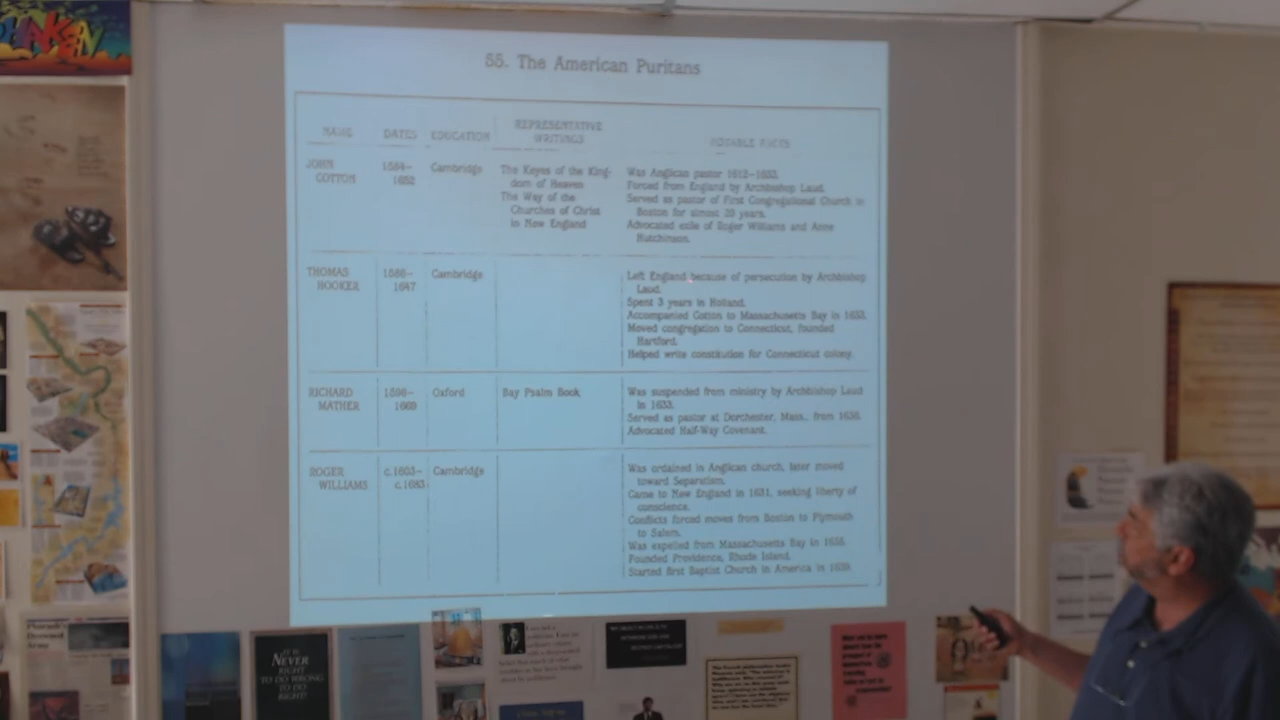 55. The American Puritans
NAME DATES EDUCATION REPRESENTATIVE WRITINGS NOTABLE FACTS
JOHN COTTON
1584–1652
Cambridge
The Keyes of the King-
dom of Heaven
The Way of the
Churches of Christ
in New England
Was Anglican pastor 1612–1633.
Forced from England by Archbishop Laud.
Served as pastor of First Congregational Church in
Boston for almost 20 years.
Advocated exile of Roger Williams and Anne
Hutchinson.
THOMAS HOOKER
1586–1647
Cambridge
Left England because of persecution by Archbishop
Laud.
Spent 3 years in Holland.
Accompanied Cotton to Massachusetts Bay in 1633.
Moved congregation to Connecticut, founded
Hartford.
Helped write constitution for Connecticut colony.
RICHARD MATHER
1596–1669
Oxford
Bay Psalm Book
Was suspended from ministry by Archbishop Laud
in 1633.
Served as pastor at Dorchester, Mass., from 1636.
Advocated Half-Way Covenant.
ROGER WILLIAMS
c.1603–c.1683
Cambridge
Was ordained in Anglican church, later moved
toward Separatism.
Came to New England in 1631, seeking liberty of
conscience.
Conflicts forced moves from Boston to Plymouth
to Salem.
Was expelled from Massachusetts Bay in 1635.
Founded Providence, Rhode Island.
Started first Baptist Church in America in 1639.
SHAKEN
Pharaoh's
Drowned
Army
IT IS
NEVER
RIGHT
TO DO WRONG
TO DO
RIGHT!